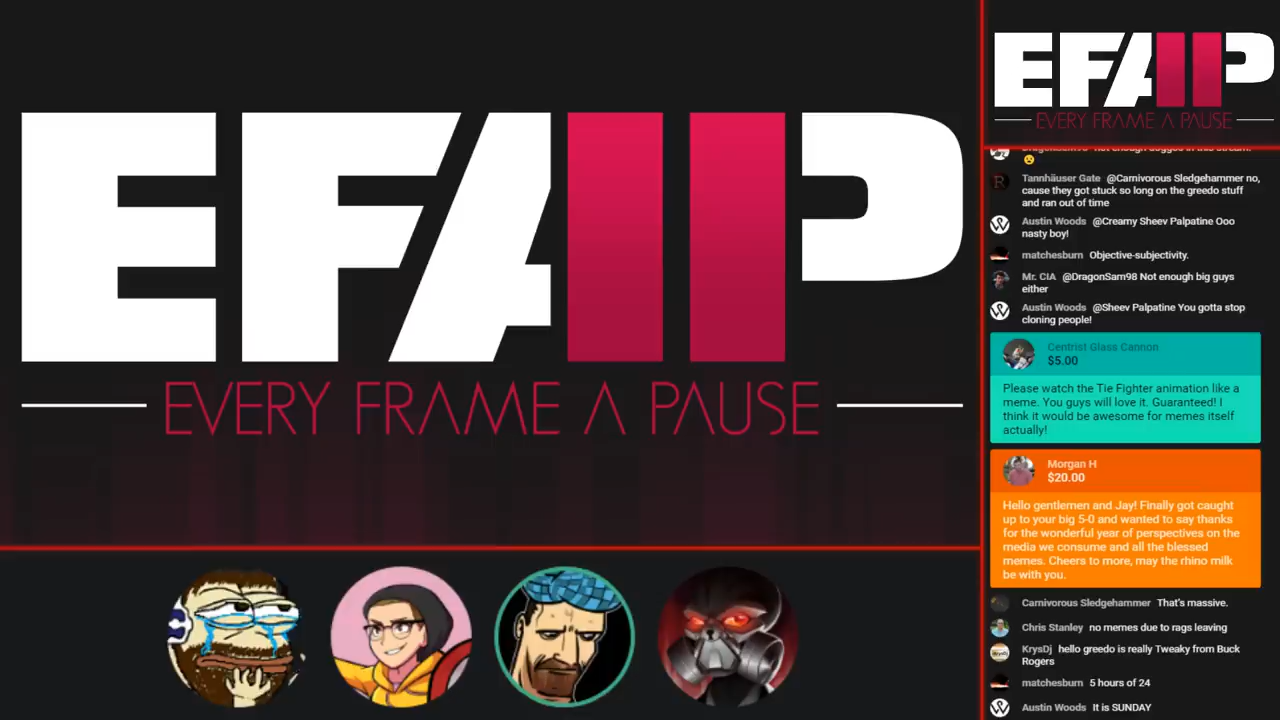 EFAP
EVERY FRAME A PAUSE
EFAP
EVERY FRAME A PAUSE
Tannhäuser Gate @Carnivorous Sledgehammer no,
cause they got stuck so long on the greedo stuff
and ran out of time
Austin Woods @Creamy Sheev Palpatine Ooo
nasty boy!
matchesburn Objective-subjectivity.
Mr. CIA @DragonSam98 Not enough big guys
either
Austin Woods @Sheev Palpatine You gotta stop
cloning people!
Centrist Glass Cannon
$5.00
Please watch the Tie Fighter animation like a
meme. You guys will love it. Guaranteed! I
think it would be awesome for memes itself
actually!
Morgan H
$20.00
Hello gentlemen and Jay! Finally got caught
up to your big 5-0 and wanted to say thanks
for the wonderful year of perspectives on the
media we consume and all the blessed
memes. Cheers to more, may the rhino milk
be with you.
Carnivorous Sledgehammer That's massive.
Chris Stanley no memes due to rags leaving
KrysDj hello greedo is really Tweaky from Buck
Rogers
matchesburn 5 hours of 24
Austin Woods It is SUNDAY